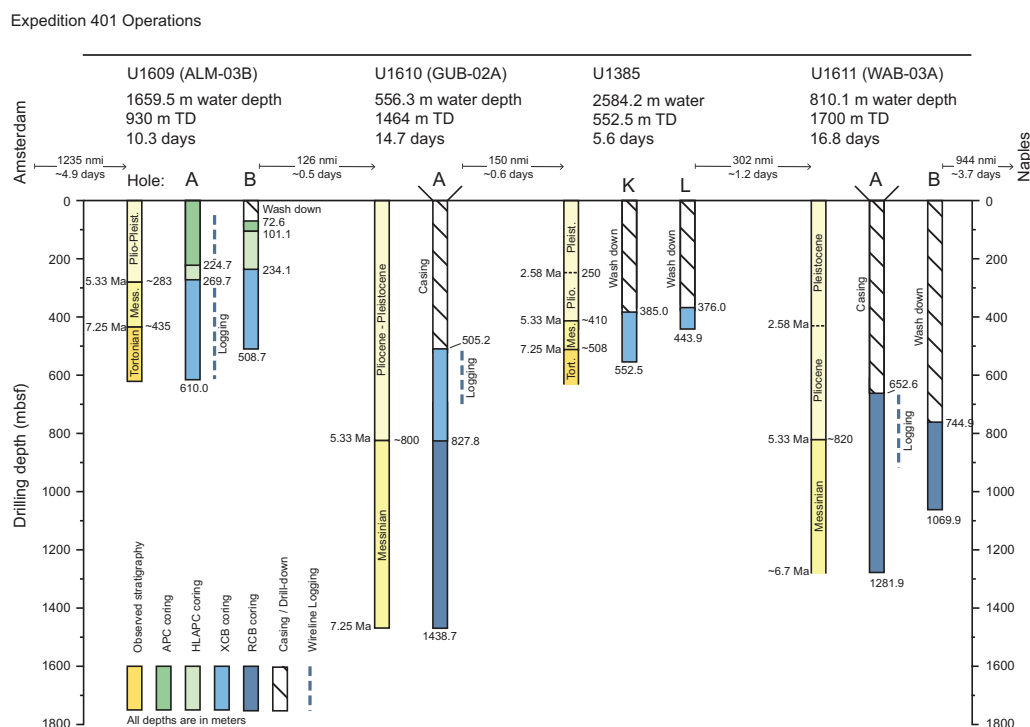 Expedition 401 Operations
U1609 (ALM-03B)
1659.5 m water depth
930 m TD
10.3 days
U1610 (GUB-02A)
556.3 m water depth
1464 m TD
14.7 days
U1385
2584.2 m water
552.5 m TD
5.6 days
U1611 (WAB-03A)
810.1 m water depth
1700 m TD
16.8 days
Amsterdam
1235 nmi
~4.9 days
126 nmi
~0.5 days
150 nmi
~0.6 days
302 nmi
~1.2 days
944 nmi
~3.7 days
Naples
Hole:
A
B
A
K
L
A
B
Drilling depth (mbsf)
0
200
400
600
800
1000
1200
1400
1600
1800
Plio-Pleist.
Mess.
Tortonian
5.33 Ma
~283
7.25 Ma
~435
224.7
269.7
610.0
Logging
Wash down
72.6
101.1
234.1
508.7
Pliocene - Pleistocene
Messinian
5.33 Ma
~800
7.25 Ma
Casing
505.2
827.8
1438.7
Logging
Pleist.
Plio.
Mes.
Tort.
2.58 Ma
250
5.33 Ma
~410
7.25 Ma
~508
Wash down
385.0
552.5
Wash down
376.0
443.9
Pleistocene
Pliocene
Messinian
2.58 Ma
5.33 Ma
~820
~6.7 Ma
Casing
652.6
1281.9
Logging
Wash down
744.9
1069.9
0
200
400
600
800
1000
1200
1400
1600
1800
Observed stratigraphy
APC coring
HLAPC coring
XCB coring
RCB coring
Casing / Drill-down
Wireline Logging
All depths are in meters